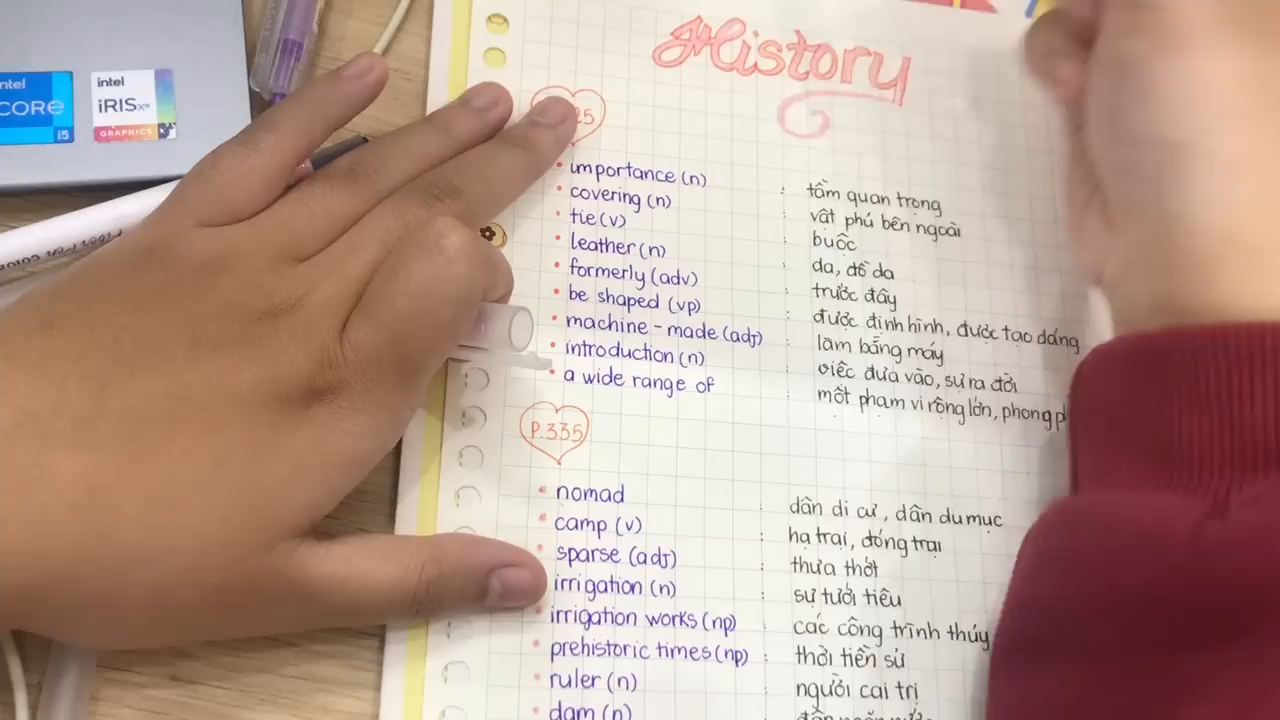 intel
CORE
i5
intel
iRIS Xe
GRAPHICS
History
importance (n) : tầm quan trọng
covering (n) : vật phủ bên ngoài
tie (v) : buộc
leather (n) : da, đồ da
formerly (adv) : trước đây
be shaped (vp) : được định hình, được tạo dáng
machine-made (adj) : làm bằng máy
introduction (n) : việc đưa vào, sự ra đời
a wide range of : một phạm vi rộng lớn, phong
P.335
nomad : dân di cư, dân du mục
camp (v) : hạ trại, đóng trại
sparse (adj) : thưa thớt
irrigation (n) : sự tưới tiêu
irrigation works (np) : các công trình thủy
prehistoric times (np) : thời tiền sử
ruler (n) : người cai trị
dam (n)